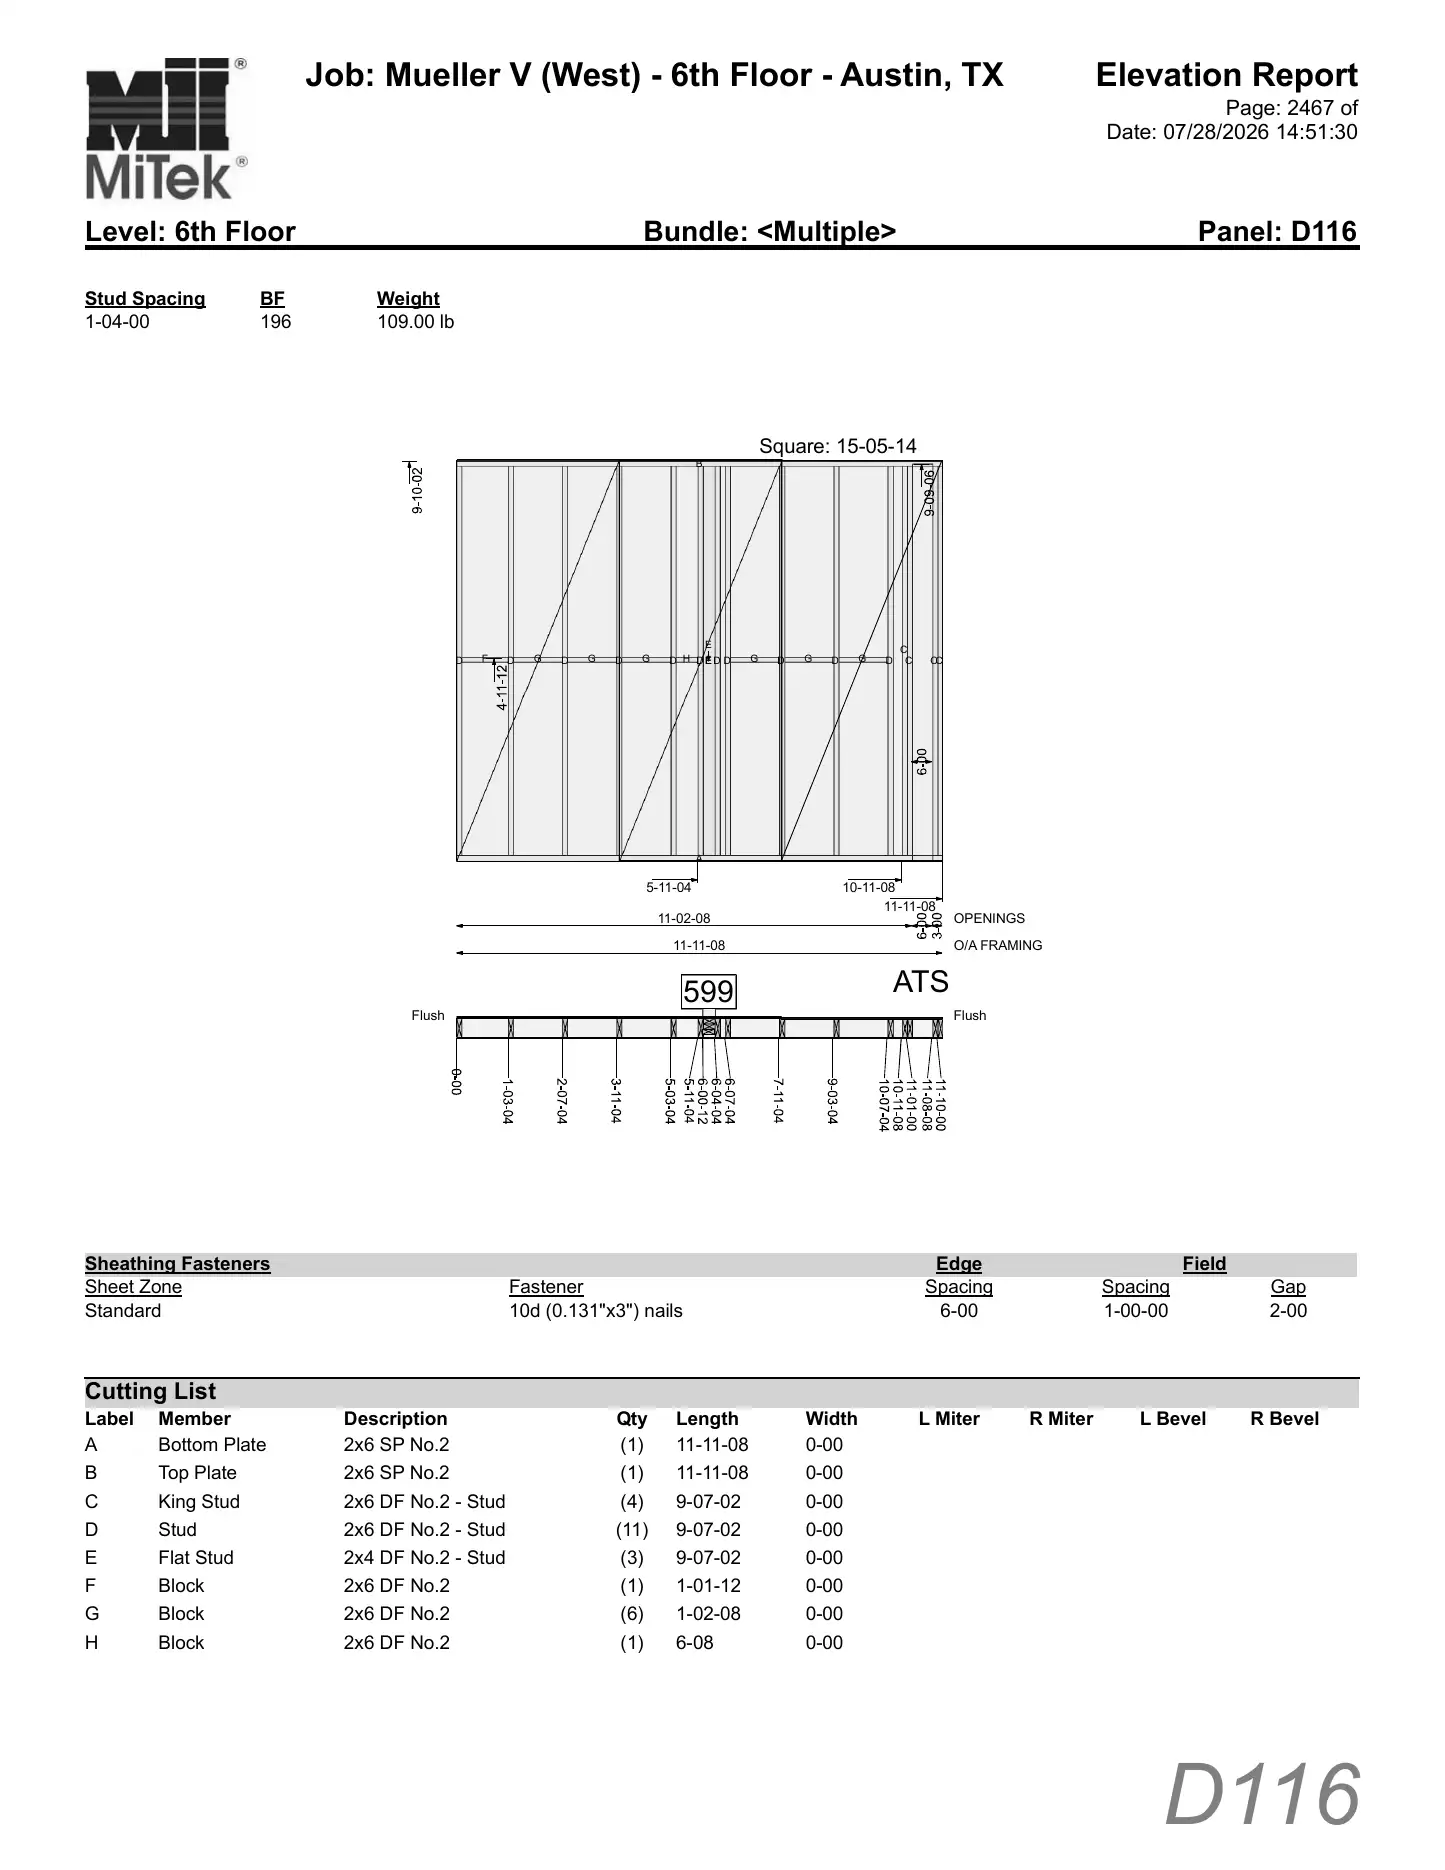 Job: Mueller V (West) - 6th Floor - Austin, TX
Elevation Report
Page: 2467 of
Date: 07/28/2026 14:51:30
MiTek®
Level: 6th Floor Bundle: <Multiple> Panel: D116
Stud Spacing BF Weight
1-04-00 196 109.00 lb
Square: 15-05-14
9-10-02
9-09-06
B
E
C
D F D G D G D G D H D E D D G D G D G D C C D
4-11-12
6-00
A
5-11-04 10-11-08
11-11-08
11-02-08 6-00 3-00 OPENINGS
11-11-08 O/A FRAMING
599 ATS
Flush Flush
0-00 1-03-04 2-07-04 3-11-04 5-03-04 5-11-04 6-00-12 6-04-04 6-07-04 7-11-04 9-03-04 10-07-04 10-11-08 11-01-00 11-08-08 11-10-00
Sheathing Fasteners Edge Field
Sheet Zone Fastener Spacing Spacing Gap
Standard 10d (0.131"x3") nails 6-00 1-00-00 2-00
Cutting List
Label Member Description Qty Length Width L Miter R Miter L Bevel R Bevel
A Bottom Plate 2x6 SP No.2 (1) 11-11-08 0-00
B Top Plate 2x6 SP No.2 (1) 11-11-08 0-00
C King Stud 2x6 DF No.2 - Stud (4) 9-07-02 0-00
D Stud 2x6 DF No.2 - Stud (11) 9-07-02 0-00
E Flat Stud 2x4 DF No.2 - Stud (3) 9-07-02 0-00
F Block 2x6 DF No.2 (1) 1-01-12 0-00
G Block 2x6 DF No.2 (6) 1-02-08 0-00
H Block 2x6 DF No.2 (1) 6-08 0-00
D116